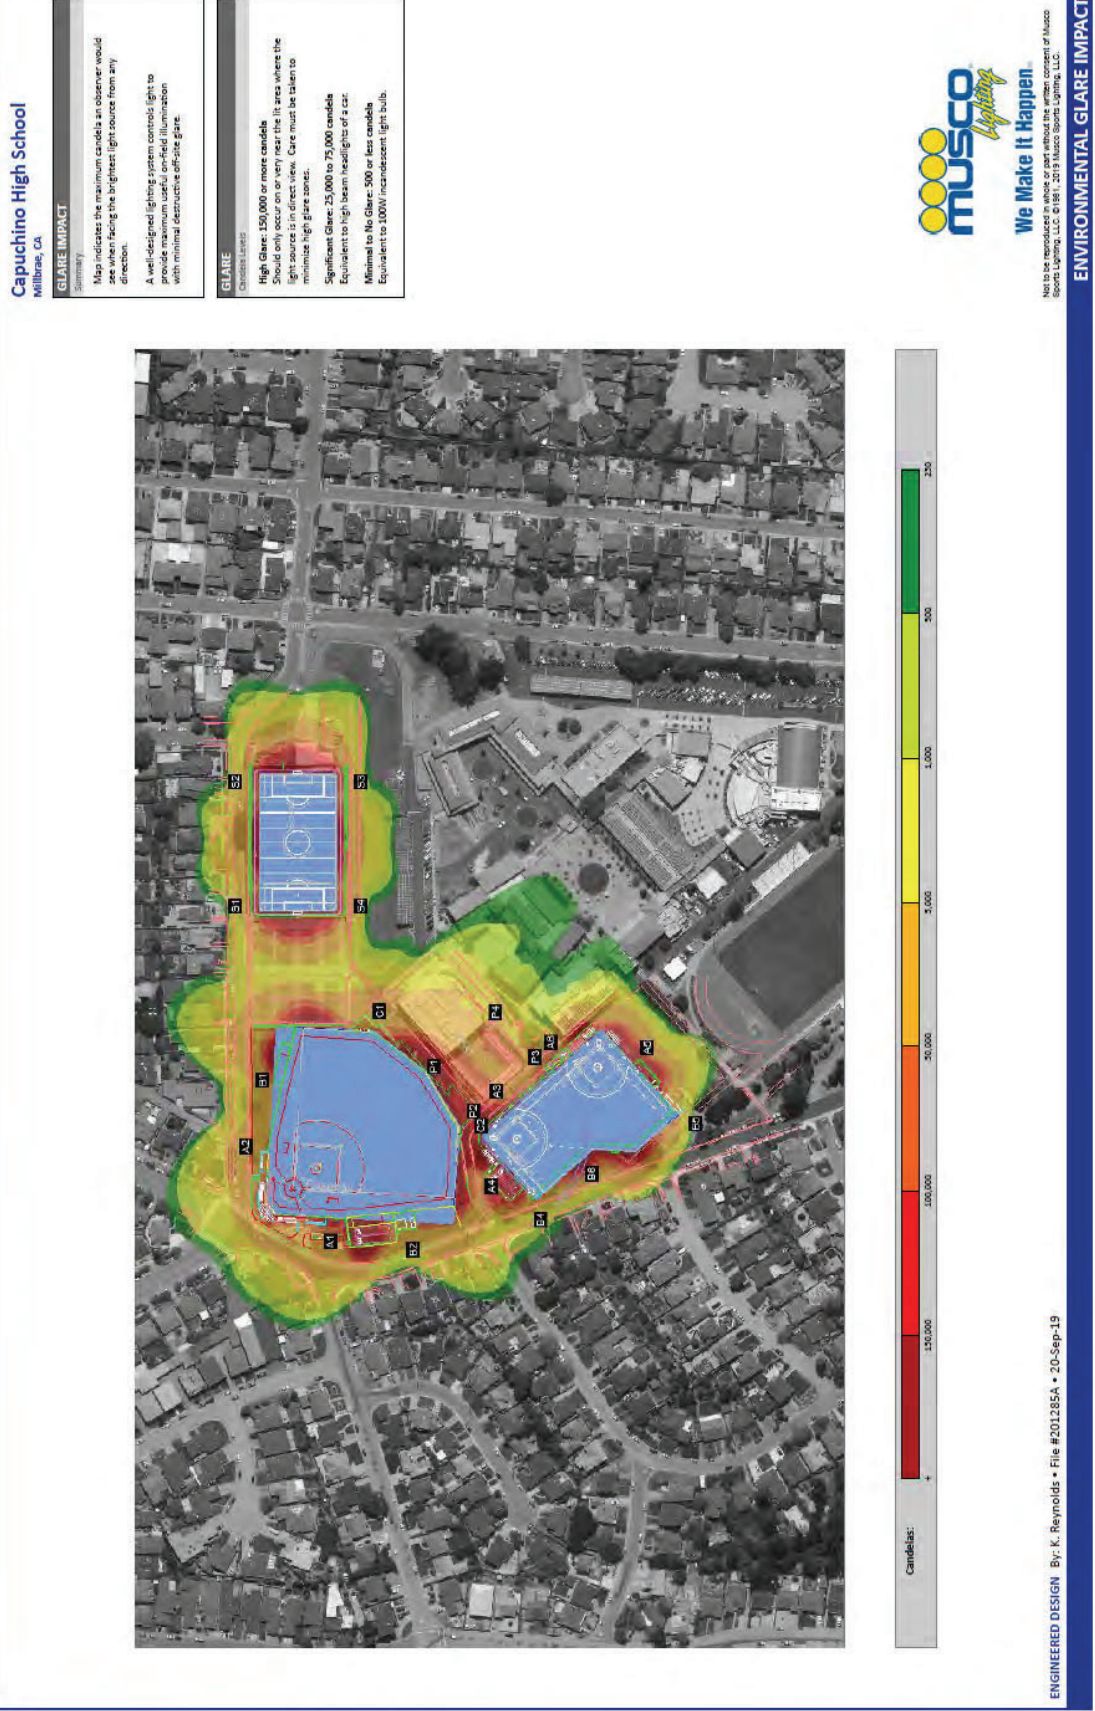 Capuchino High School
Millbrae, CA
GLARE IMPACT
Summary
Map indicates the maximum candela an observer would
see when facing the brightest light source from any
direction.
A well-designed lighting system controls light to
provide maximum useful on-field illumination
with minimal destructive off-site glare.
GLARE
Candela Levels
High Glare: 150,000 or more candela
Should only occur on or very near the lit area where the
light source is in direct view. Care must be taken to
minimize high glare zones.
Significant Glare: 25,000 to 75,000 candela
Equivalent to high beam headlights of a car.
Minimal to No Glare: 500 or less candela
Equivalent to 100W incandescent light bulb.
S1
S2
S3
S4
A2
B1
C1
A1
B2
P1
P2
C2
A3
P4
P3
A6
A4
B4
B6
A5
B5
Candelas:
+
150,000
100,000
50,000
5,000
1,000
500
250
MUSCO
Lighting
We Make It Happen
Not to be reproduced in whole or part without the written consent of Musco
Sports Lighting, LLC. ©1981, 2019 Musco Sports Lighting, LLC.
ENGINEERED DESIGN By: K. Reynolds • File #201285A • 20-Sep-19
ENVIRONMENTAL GLARE IMPACT